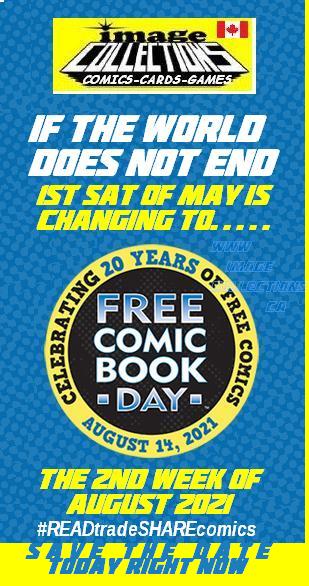 image
COLLECTIONS
COMICS-CARDS-GAMES
IF THE WORLD
DOES NOT END
1ST SAT OF MAY IS
CHANGING TO.....
WWW
IMAGE
COLLECTIONS
CA
CELEBRATING 20 YEARS OF FREE COMICS
FREE
COMIC
BOOK
-DAY-
AUGUST 14, 2021
THE 2ND WEEK OF
AUGUST 2021
#READtradeSHAREcomics
SAVE THE DATE
TODAY RIGHT NOW